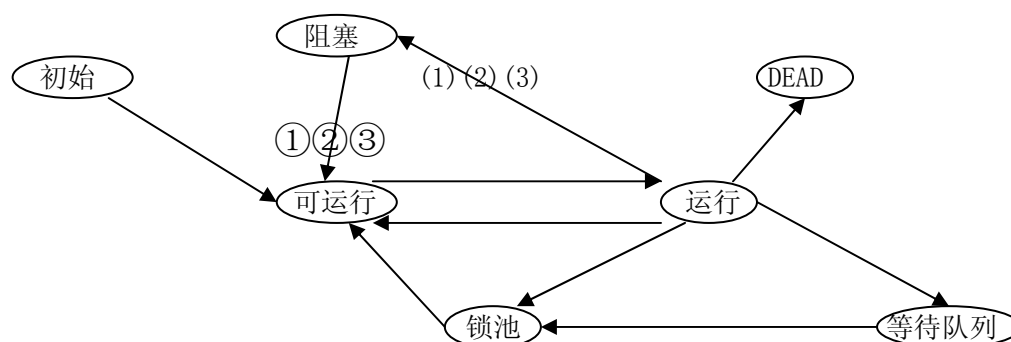 阻塞
初始
(1)(2)(3)
DEAD
①②③
可运行
运行
锁池
等待队列